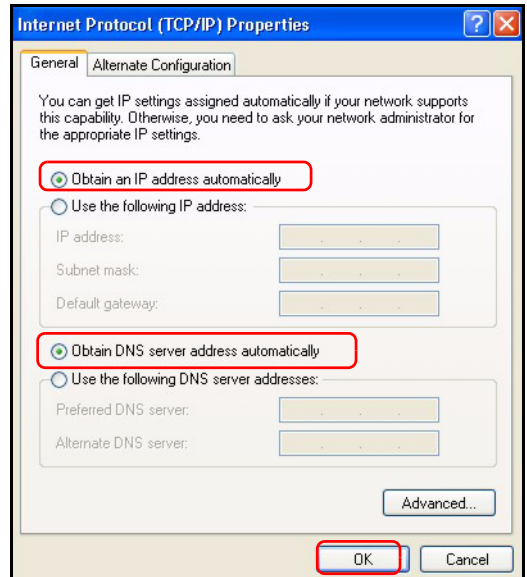 Internet Protocol (TCP/IP) Properties
General
Alternate Configuration
You can get IP settings assigned automatically if your network supports
this capability. Otherwise, you need to ask your network administrator for
the appropriate IP settings.
Obtain an IP address automatically
Use the following IP address:
IP address:
Subnet mask:
Default gateway:
Obtain DNS server address automatically
Use the following DNS server addresses:
Preferred DNS server:
Alternate DNS server:
Advanced...
OK
Cancel